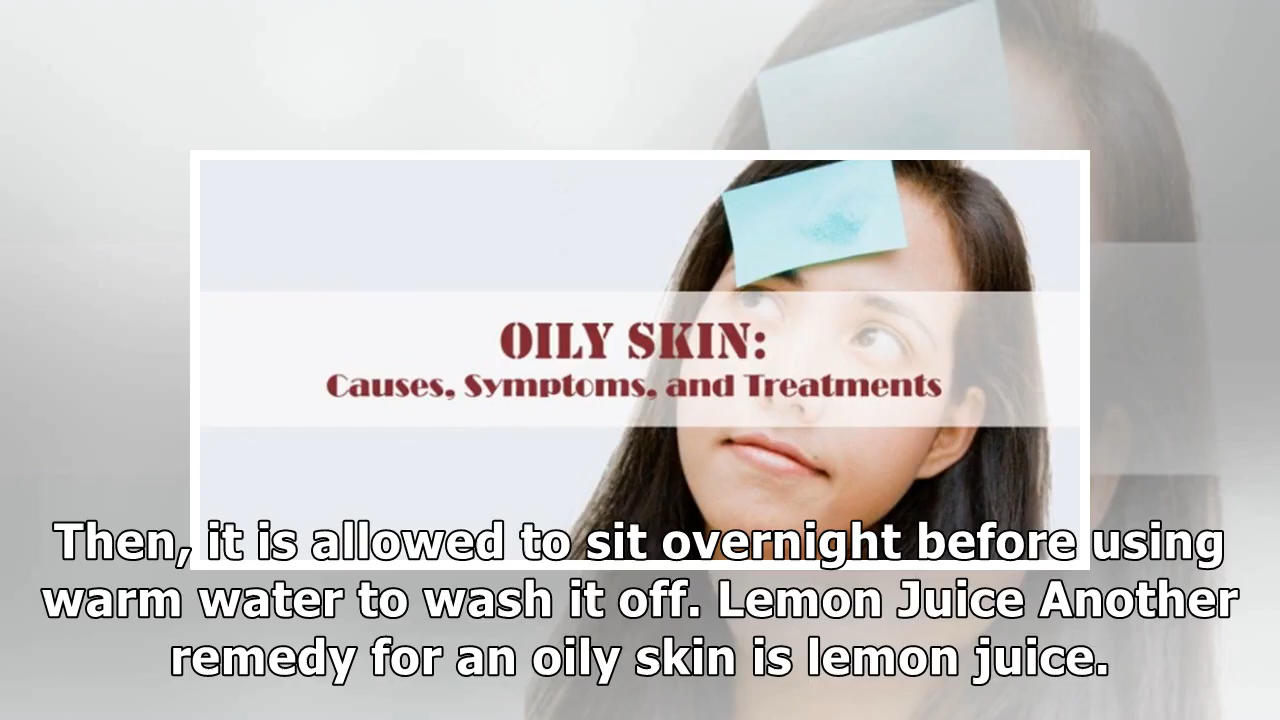 OILY SKIN:
Causes, Symptoms, and Treatments
Then, it is allowed to sit overnight before using
warm water to wash it off. Lemon Juice Another
remedy for an oily skin is lemon juice.